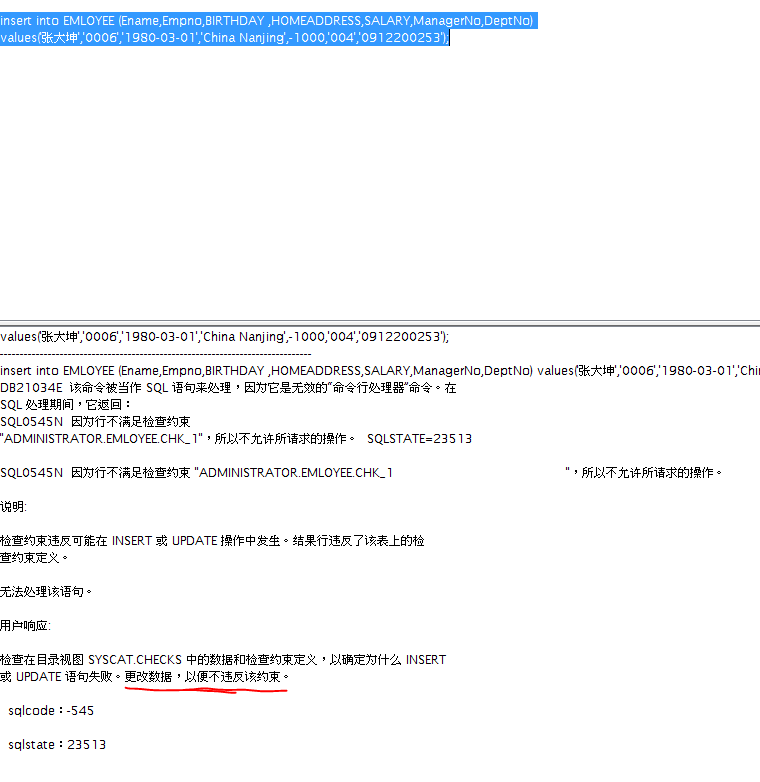 insert into EMLOYEE (Ename,Empno,BIRTHDAY ,HOMEADDRESS,SALARY,ManagerNo,DeptNo)
values('张大坤','0006','1980-03-01','China Nanjing',-1000,'004','0912200253');
values('张大坤','0006','1980-03-01','China Nanjing',-1000,'004','0912200253');
------------------------------------------------------------------------------
insert into EMLOYEE (Ename,Empno,BIRTHDAY ,HOMEADDRESS,SALARY,ManagerNo,DeptNo) values('张大坤','0006','1980-03-01','Chi
DB21034E 该命令被当作 SQL 语句来处理，因为它是无效的“命令行处理器”命令。在
SQL 处理期间，它返回：
SQL0545N 因为行不满足检查约束
"ADMINISTRATOR.EMLOYEE.CHK_1"，所以不允许所请求的操作。 SQLSTATE=23513
SQL0545N 因为行不满足检查约束 "ADMINISTRATOR.EMLOYEE.CHK_1 "，所以不允许所请求的操作。
说明:
检查约束违反可能在 INSERT 或 UPDATE 操作中发生。结果行违反了该表上的检
查约束定义。
无法处理该语句。
用户响应:
检查在目录视图 SYSCAT.CHECKS 中的数据和检查约束定义，以确定为什么 INSERT
或 UPDATE 语句失败。更改数据，以便不违反该约束。
sqlcode：-545
sqlstate：23513